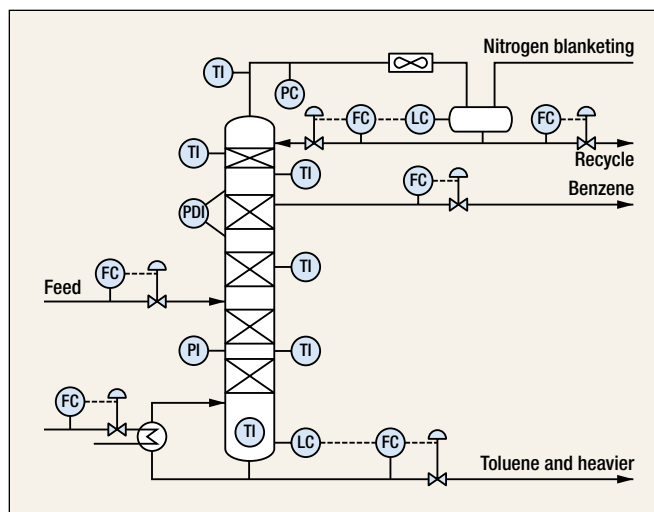 Nitrogen blanketing
TI
PC
FC
LC
FC
Recycle
TI
TI
FC
Benzene
PDI
FC
TI
Feed
PI
TI
FC
TI
LC
FC
Toluene and heavier